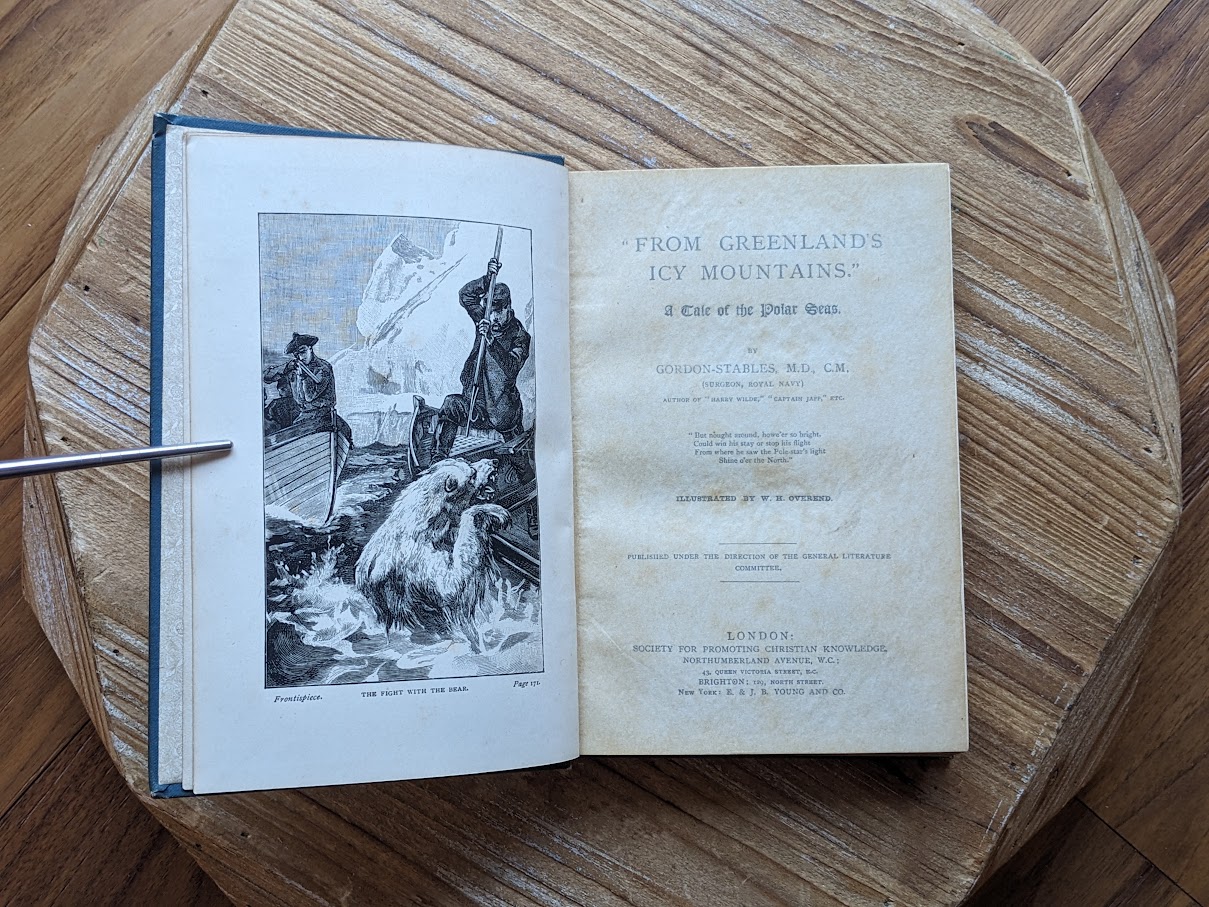 Frontispiece. THE FIGHT WITH THE BEAR. Page 171.
"FROM GREENLAND'S
ICY MOUNTAINS."
A Tale of the Polar Seas.
BY
GORDON-STABLES, M.D., C.M.
(SURGEON, ROYAL NAVY)
AUTHOR OF "HARRY WILDE," "CAPTAIN JAPP," ETC.
"But nought around, howe'er so bright,
Could win his stay or stop his flight
From where he saw the Pole-star's light
Shine o'er the North."
ILLUSTRATED BY W. H. OVEREND.
PUBLISHED UNDER THE DIRECTION OF THE GENERAL LITERATURE
COMMITTEE.
LONDON:
SOCIETY FOR PROMOTING CHRISTIAN KNOWLEDGE,
NORTHUMBERLAND AVENUE, W.C.;
43, QUEEN VICTORIA STREET, E.C.
BRIGHTON: 129, NORTH STREET.
NEW YORK: E. & J. B. YOUNG AND CO.